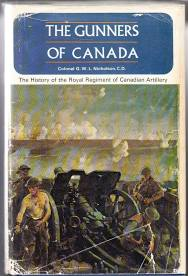 THE GUNNERS
OF CANADA
Colonel G. W. L. Nicholson, C.D.
The History of the Royal Regiment of Canadian Artillery